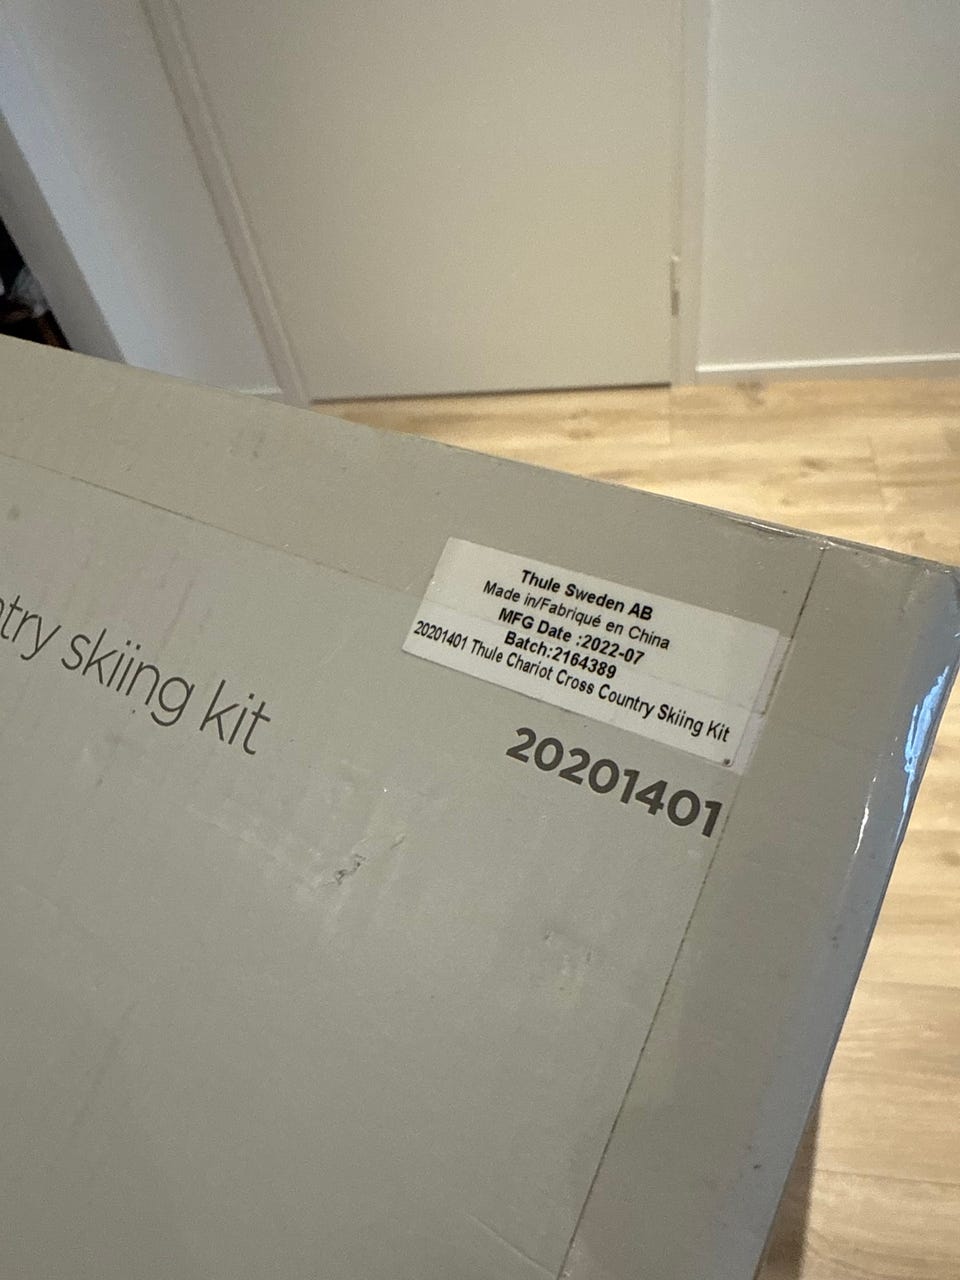 Thule Sweden AB
Made in/Fabriqué en China
MFG Date :2022-07
Batch:2164389
20201401 Thule Chariot Cross Country Skiing Kit
skiing kit
20201401